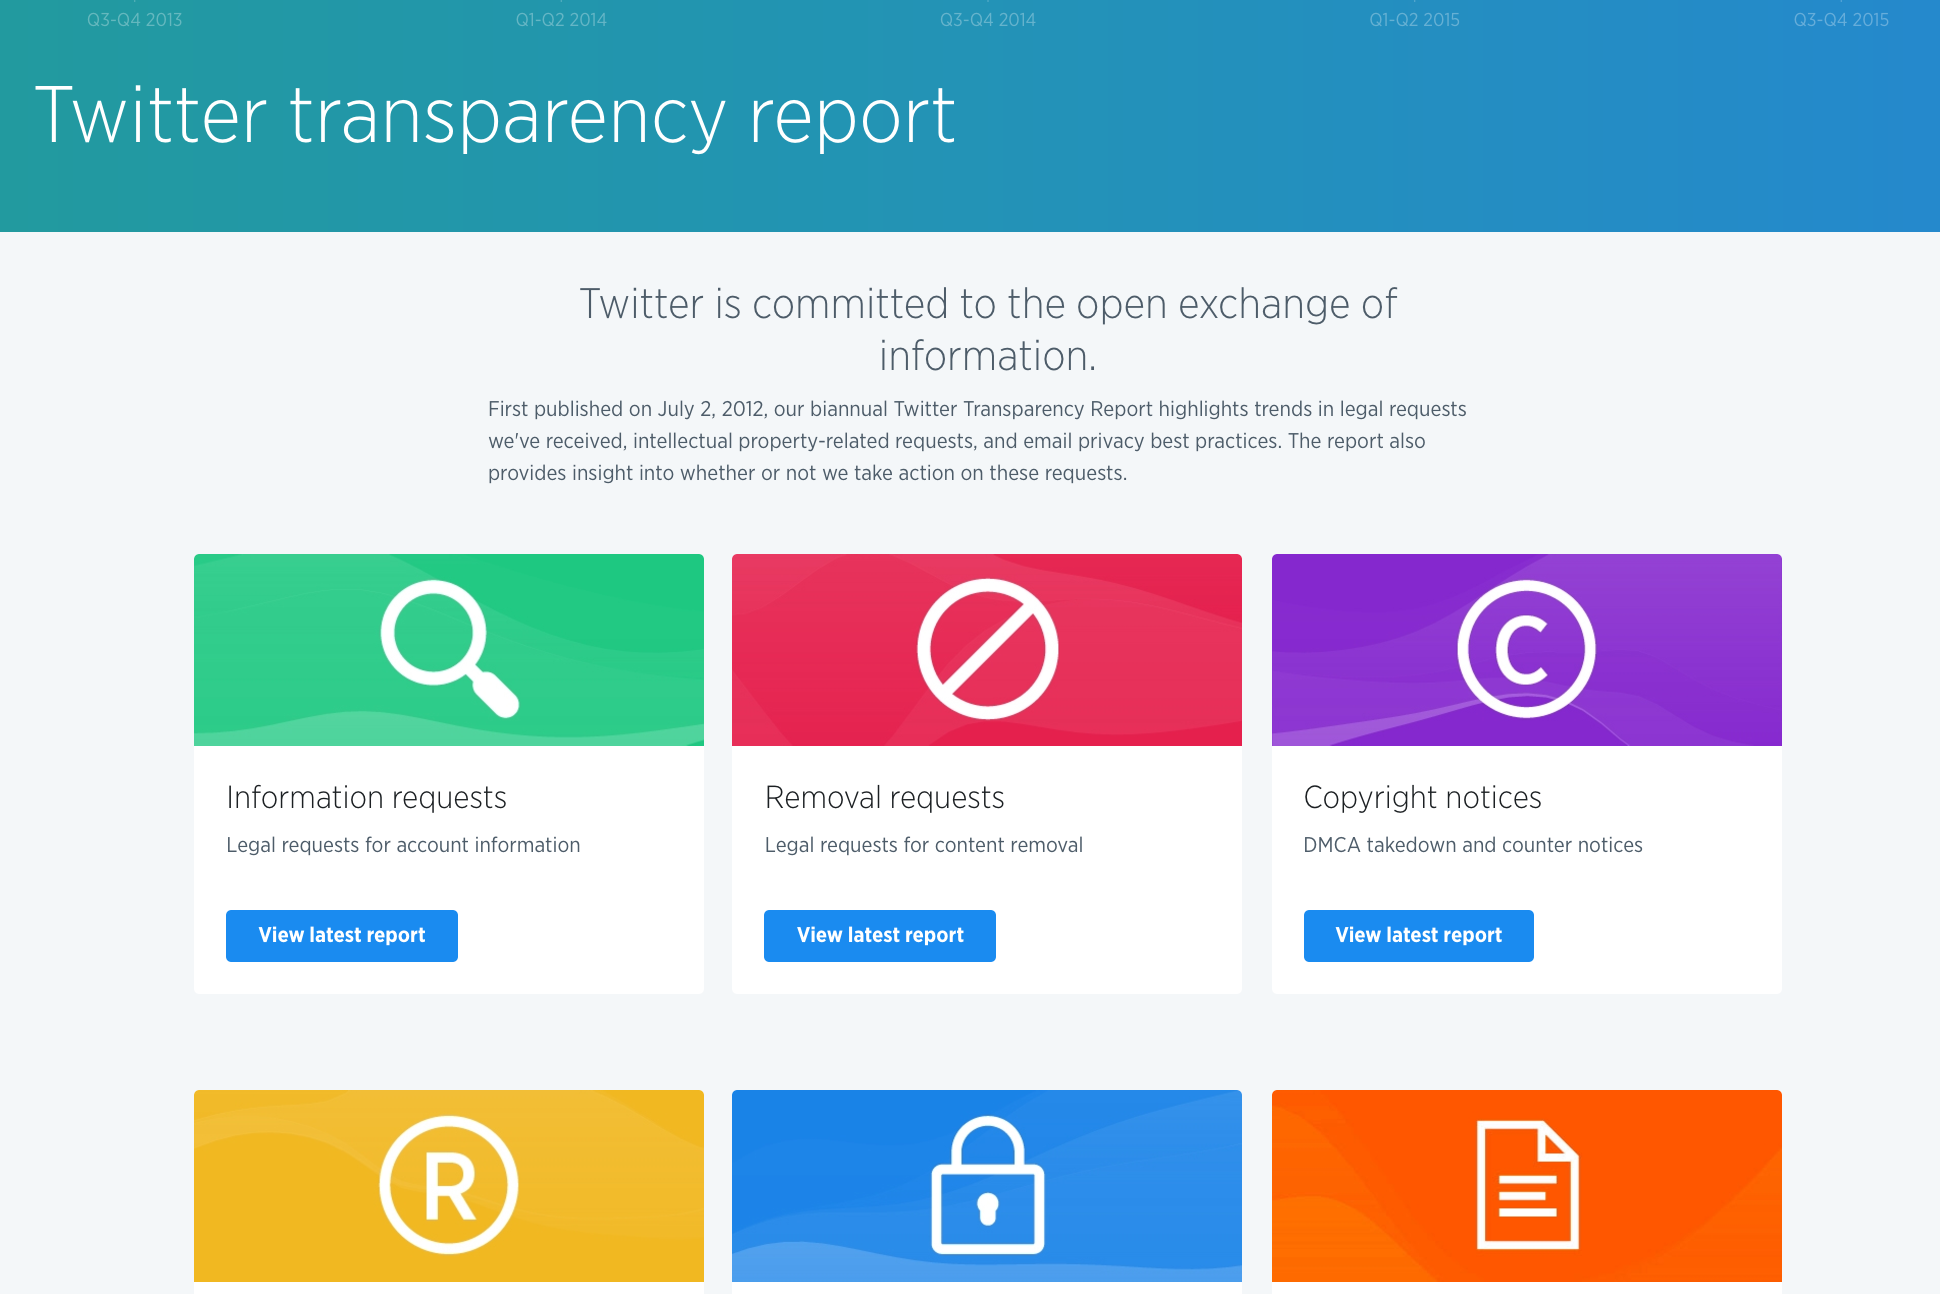 Q3-Q4 2013 Q1-Q2 2014 Q3-Q4 2014 Q1-Q2 2015 Q3-Q4 2015
Twitter transparency report
Twitter is committed to the open exchange of
information.
First published on July 2, 2012, our biannual Twitter Transparency Report highlights trends in legal requests
we've received, intellectual property-related requests, and email privacy best practices. The report also
provides insight into whether or not we take action on these requests.
C
Information requests
Legal requests for account information
View latest report
Removal requests
Legal requests for content removal
View latest report
Copyright notices
DMCA takedown and counter notices
View latest report
R